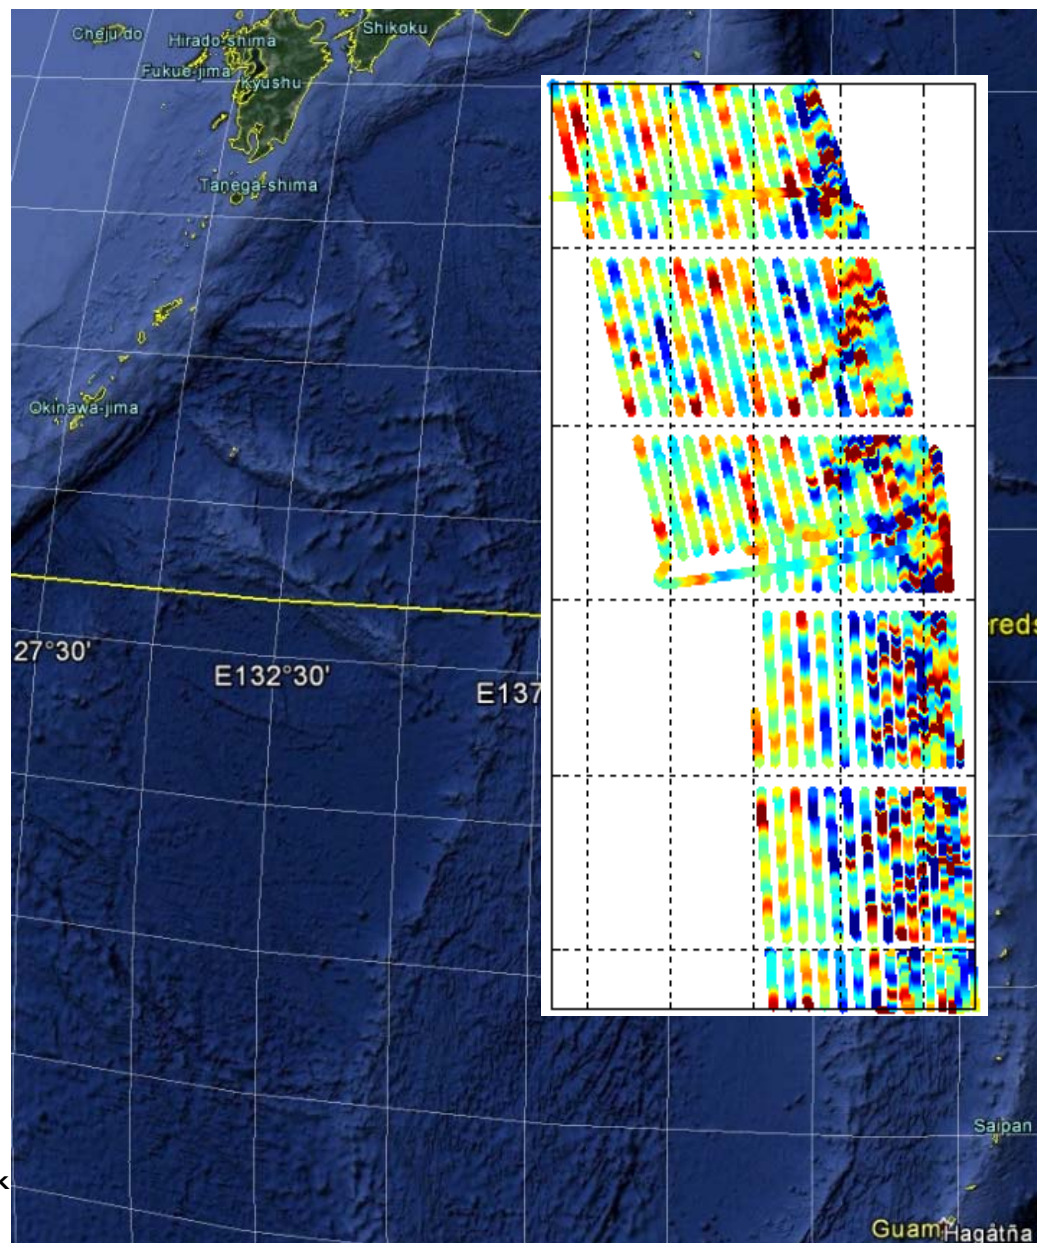 Shikoku
Cheju do
Hirado-shima
Fukue-jima
Kyushu
Tanega-shima
Okinawa-jima
27°30'
E132°30'
E137
reds
Saipan
k
Guam
Hagåtña